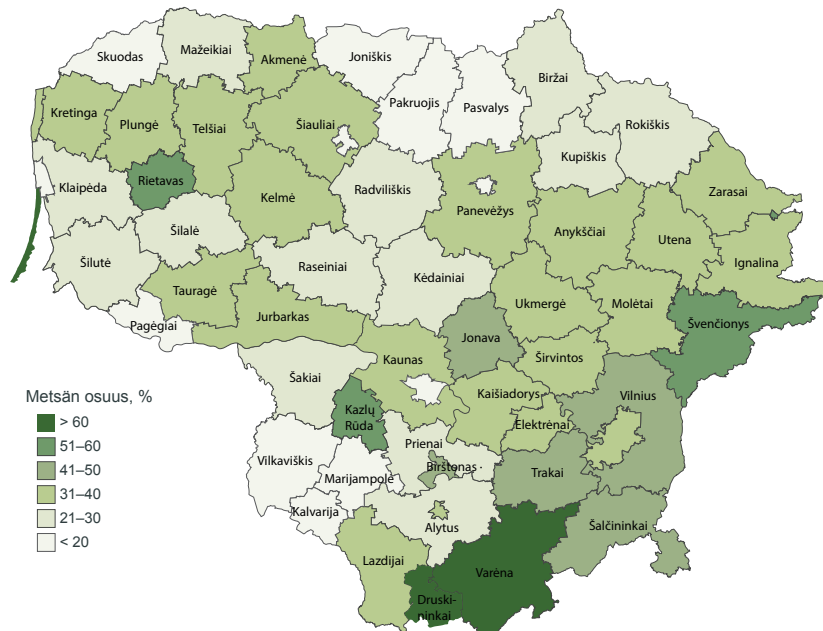 Skuodas
Mažeikiai
Akmenė
Joniškis
Pakruojis
Pasvalys
Biržai
Rokiškis
Kretinga
Plungė
Telšiai
Šiauliai
Kupiškis
Klaipėda
Rietavas
Kelmė
Radviliškis
Panevėžys
Zarasai
Šilalė
Anykščiai
Utena
Šilutė
Raseiniai
Kėdainiai
Ignalina
Tauragė
Jurbarkas
Ukmergė
Molėtai
Pagėgiai
Jonava
Švenčionys
Kaunas
Širvintos
Šakiai
Kaišiadorys
Vilnius
Metsän osuus, %
> 60
51–60
41–50
31–40
21–30
< 20
Kazlų
Rūda
Elektrėnai
Prienai
Vilkaviškis
Marijampolė
Birštonas
Trakai
Kalvarija
Alytus
Šalčininkai
Lazdijai
Varėna
Druski-
ninkai